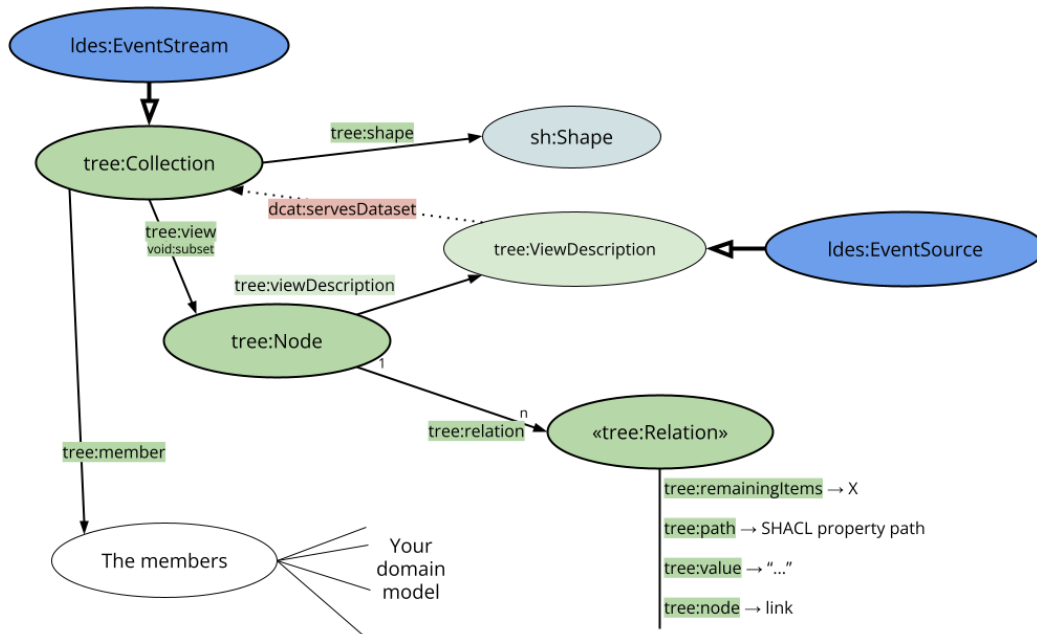 ldes:EventStream
tree:shape
sh:Shape
tree:Collection
dcat:servesDataset
tree:view
void:subset
tree:ViewDescription
ldes:EventSource
tree:viewDescription
tree:Node
1
n
tree:relation
«tree:Relation»
tree:member
tree:remainingItems → X
tree:path → SHACL property path
tree:value → “...”
tree:node → link
The members
Your
domain
model